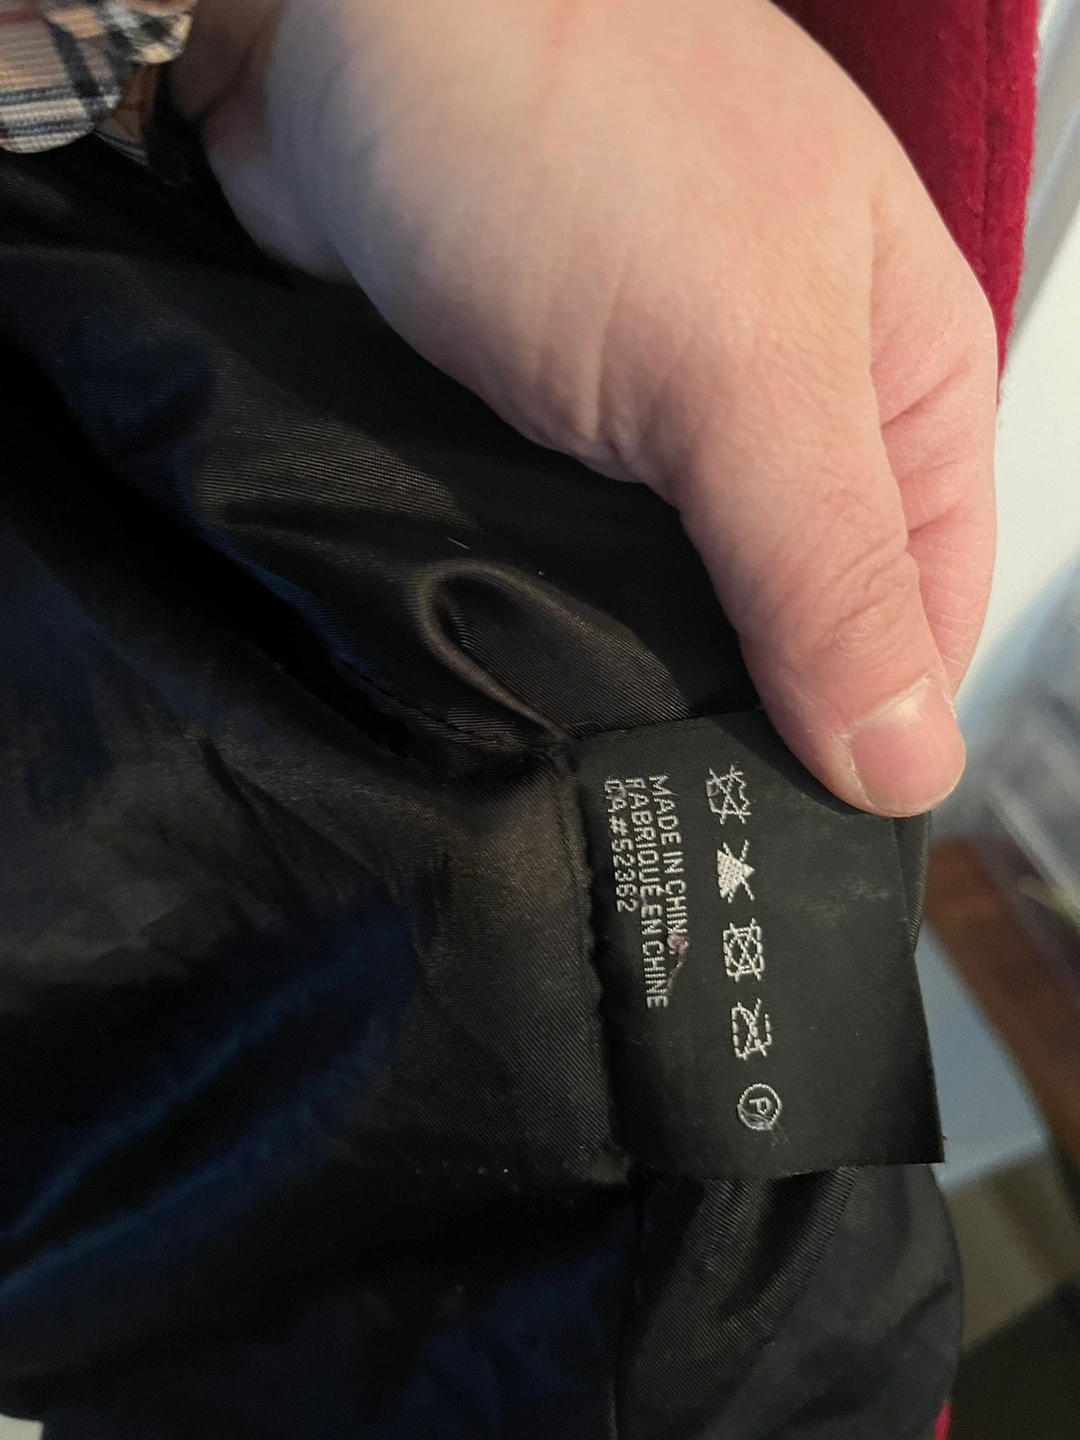 MADE IN CHINA
FABRIQUÉ EN CHINE
CA#52362
P